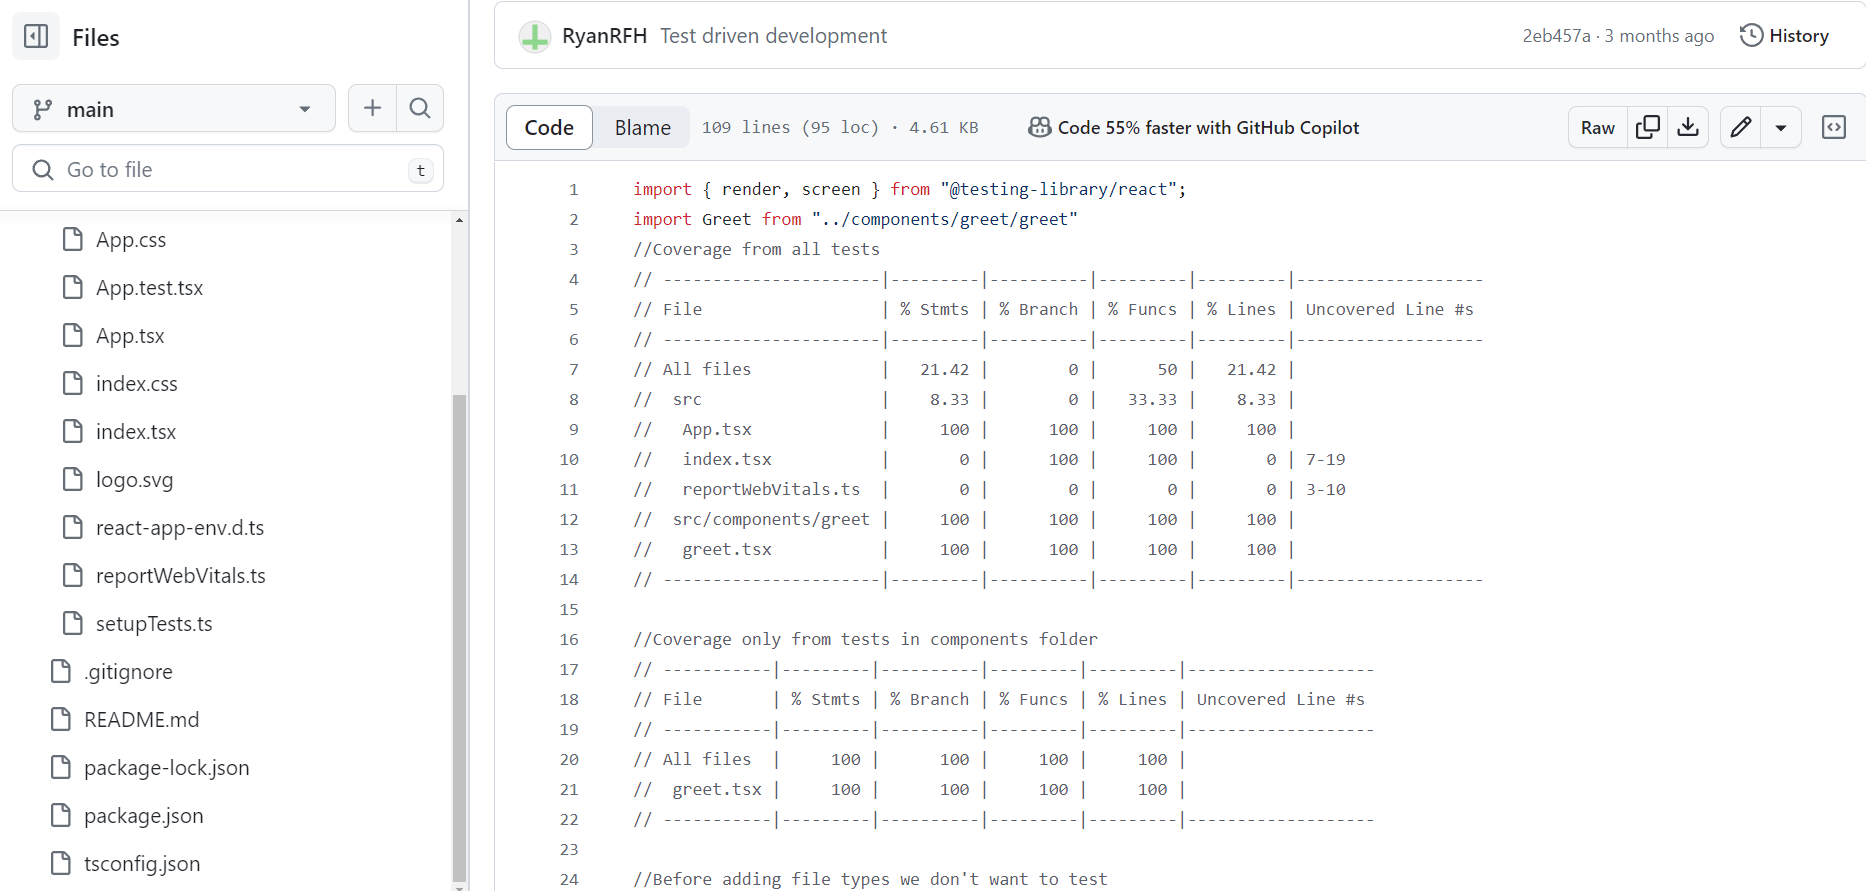 Files
main
Go to file
t
App.css
App.test.tsx
App.tsx
index.css
index.tsx
logo.svg
react-app-env.d.ts
reportWebVitals.ts
setupTests.ts
.gitignore
README.md
package-lock.json
package.json
tsconfig.json
RyanRFH Test driven development 2eb457a · 3 months ago History
Code Blame 109 lines (95 loc) · 4.61 KB Code 55% faster with GitHub Copilot Raw
1 import { render, screen } from "@testing-library/react";
2 import Greet from "../components/greet/greet"
3 //Coverage from all tests
4 // ----------------------|---------|----------|---------|---------|-------------------
5 // File                  | % Stmts | % Branch | % Funcs | % Lines | Uncovered Line #s
6 // ----------------------|---------|----------|---------|---------|-------------------
7 // All files             |   21.42 |        0 |      50 |   21.42 |
8 //  src                  |    8.33 |        0 |   33.33 |    8.33 |
9 //   App.tsx             |     100 |      100 |     100 |     100 |
10 //   index.tsx           |       0 |      100 |     100 |       0 | 7-19
11 //   reportWebVitals.ts  |       0 |        0 |       0 |       0 | 3-10
12 //  src/components/greet |     100 |      100 |     100 |     100 |
13 //   greet.tsx           |     100 |      100 |     100 |     100 |
14 // ----------------------|---------|----------|---------|---------|-------------------
15
16 //Coverage only from tests in components folder
17 // -----------|---------|----------|---------|---------|-------------------
18 // File       | % Stmts | % Branch | % Funcs | % Lines | Uncovered Line #s
19 // -----------|---------|----------|---------|---------|-------------------
20 // All files  |     100 |      100 |     100 |     100 |
21 //  greet.tsx |     100 |      100 |     100 |     100 |
22 // -----------|---------|----------|---------|---------|-------------------
23
24 //Before adding file types we don't want to test